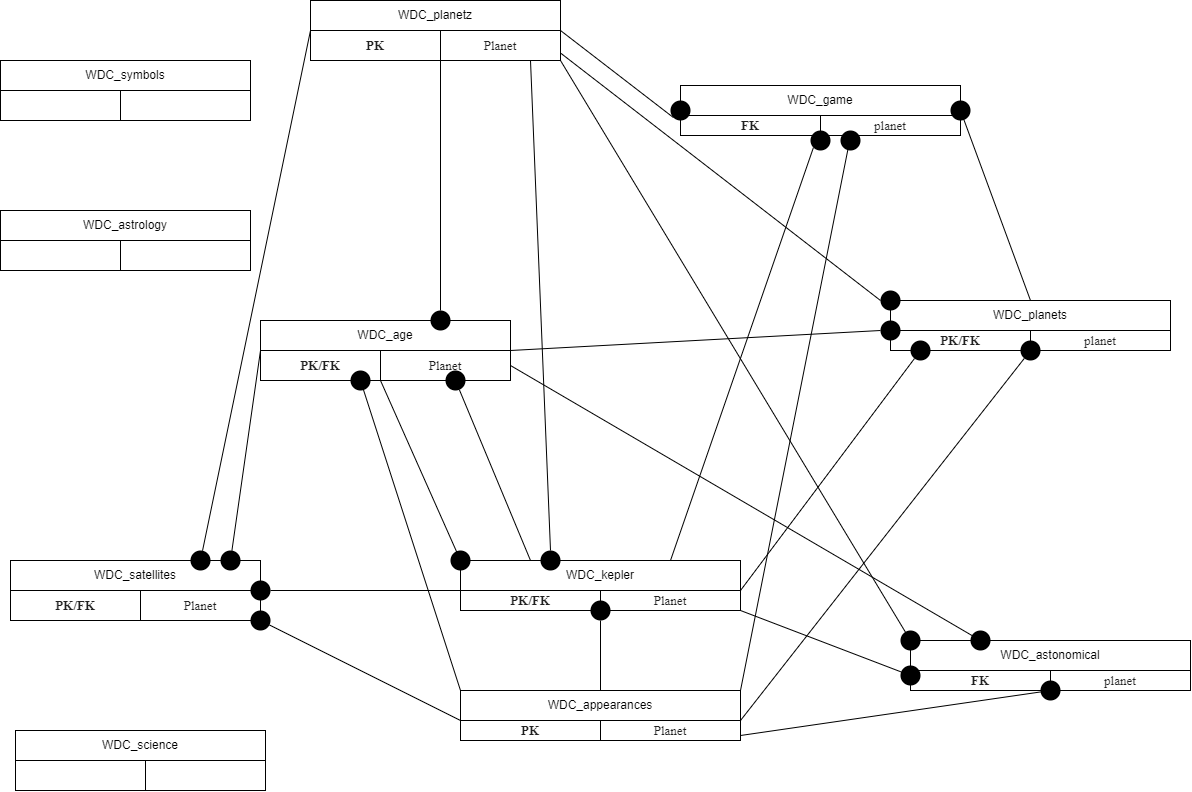 WDC_planetz
PK Planet
WDC_symbols
WDC_game
FK planet
WDC_astrology
WDC_planets
PK/FK planet
WDC_age
PK/FK Planet
WDC_satellites
PK/FK Planet
WDC_kepler
PK/FK Planet
WDC_astonomical
FK planet
WDC_appearances
PK Planet
WDC_science